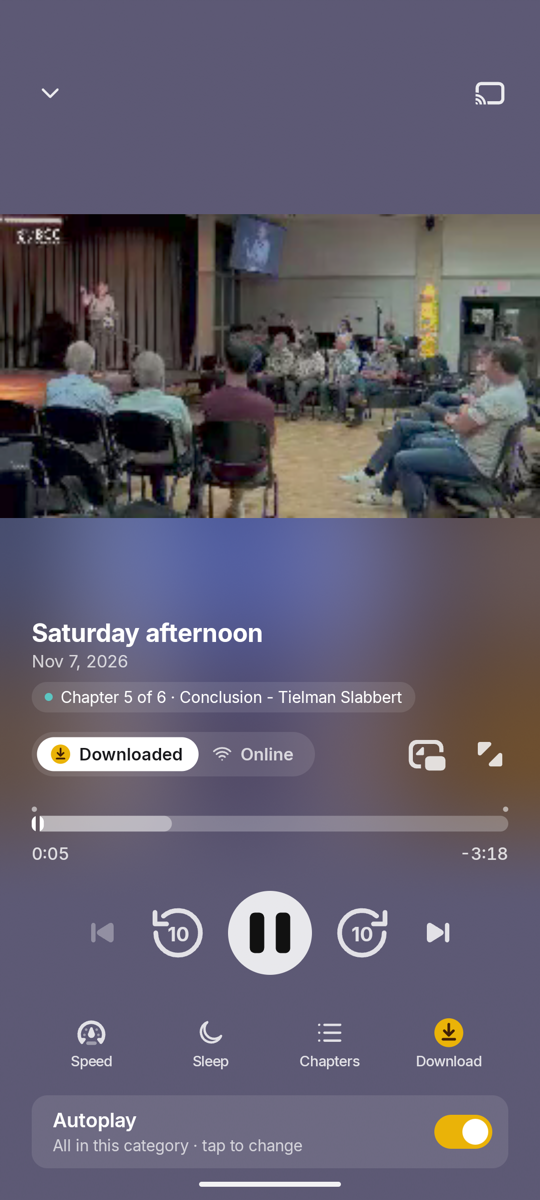 BCC
Saturday afternoon
Nov 7, 2026
Chapter 5 of 6 · Conclusion - Tielman Slabbert
Downloaded
Online
0:05
-3:18
10
10
Speed
Sleep
Chapters
Download
Autoplay
All in this category · tap to change